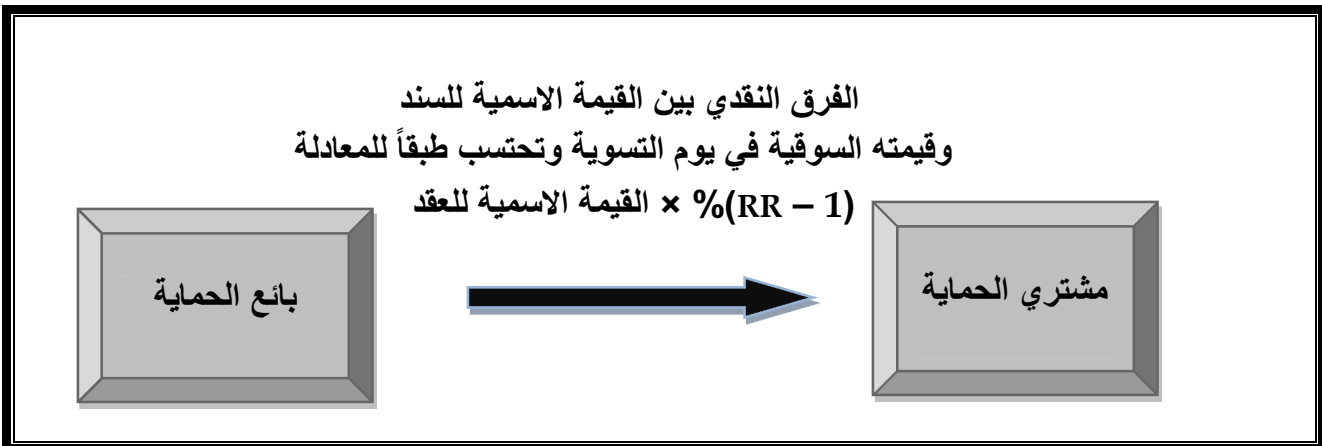 الفرق النقدي بين القيمة الاسمية للسند
وقيمته السوقية في يوم التسوية وتحتسب طبقاً للمعادلة
(RR – 1)% × القيمة الاسمية للعقد
مشتري الحماية
بائع الحماية